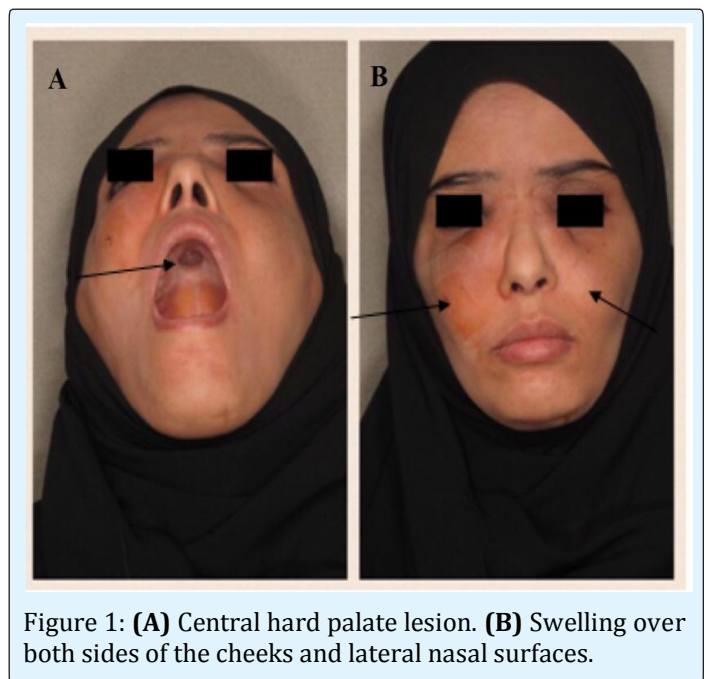 A
B
Figure 1: (A) Central hard palate lesion. (B) Swelling over
both sides of the cheeks and lateral nasal surfaces.